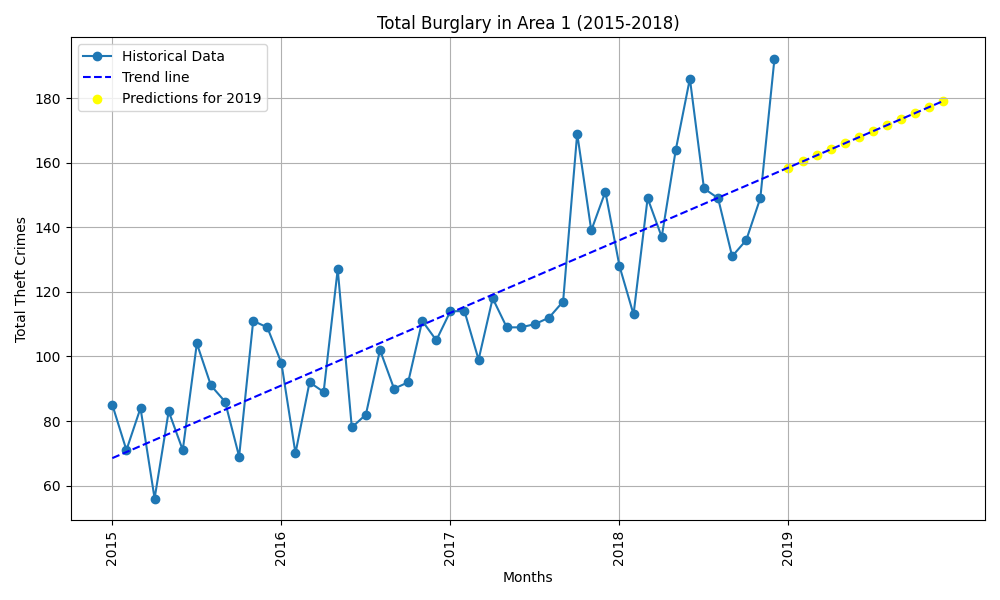 Total Burglary in Area 1 (2015-2018)
Historical Data
Trend line
Predictions for 2019
Total Theft Crimes
180
160
140
120
100
80
60
2015
2016
2017
2018
2019
Months